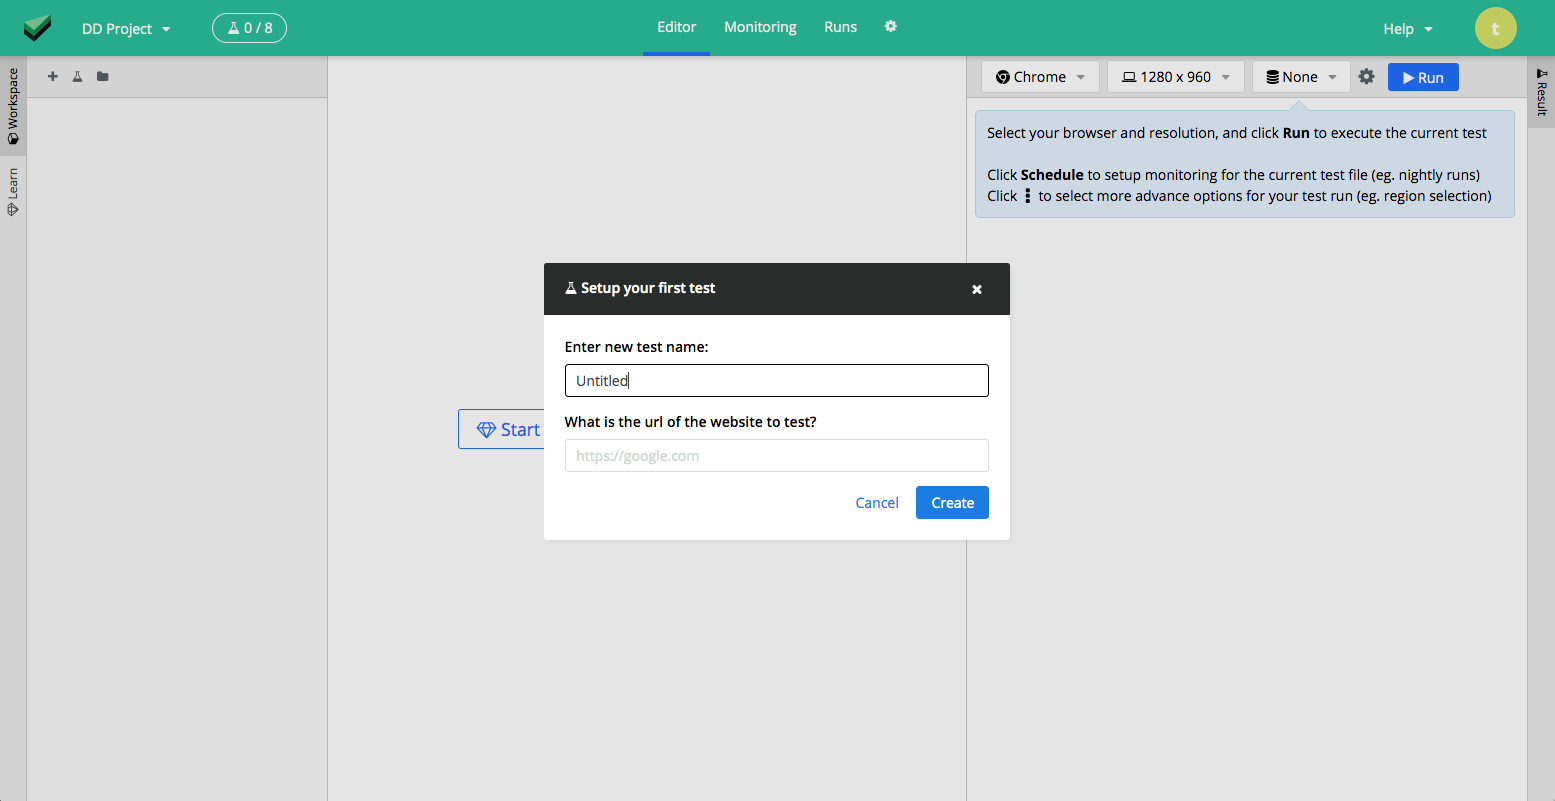 DD Project
0 / 8
Editor
Monitoring
Runs
Help
t
Workspace
Learn
Chrome
1280 x 960
None
Run
Result
Select your browser and resolution, and click Run to execute the current test
Click Schedule to setup monitoring for the current test file (eg. nightly runs)
Click to select more advance options for your test run (eg. region selection)
Start
Setup your first test
Enter new test name:
Untitled
What is the url of the website to test?
https://google.com
Cancel
Create